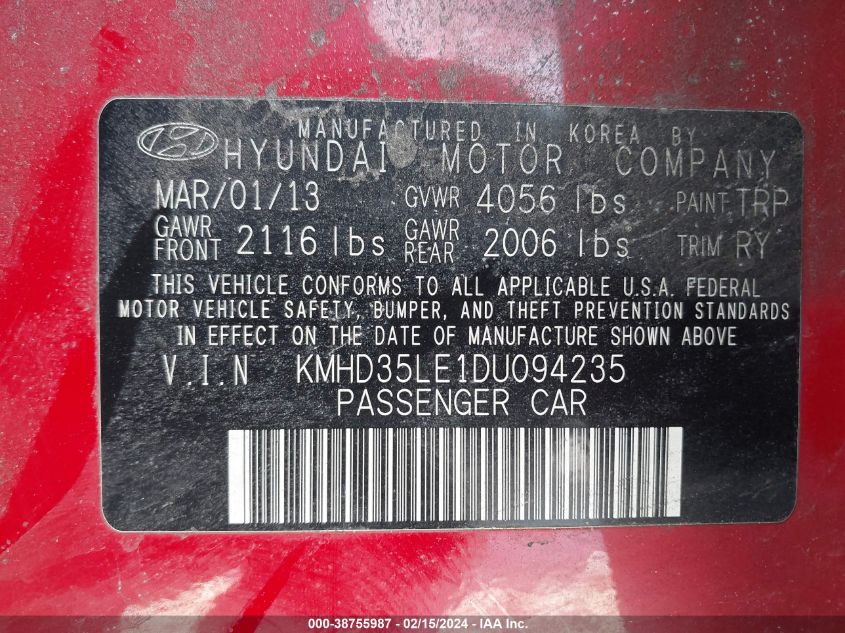 MANUFACTURED IN KOREA BY
HYUNDAI MOTOR COMPANY
MAR/01/13 GVWR 4056 lbs PAINT TRP
GAWR FRONT 2116 lbs GAWR REAR 2006 lbs TRIM RY
THIS VEHICLE CONFORMS TO ALL APPLICABLE U.S.A. FEDERAL
MOTOR VEHICLE SAFETY, BUMPER, AND THEFT PREVENTION STANDARDS
IN EFFECT ON THE DATE OF MANUFACTURE SHOWN ABOVE
V.I.N KMHD35LE1DU094235
PASSENGER CAR
000-38755987 - 02/15/2024 - IAA Inc.